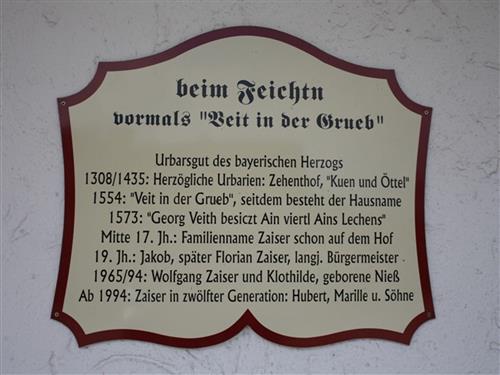 beim Feichtn
vormals "Veit in der Grueb"
Urbarsgut des bayerischen Herzogs
1308/1435: Herzögliche Urbarien: Zehenthof, "Kuen und Öttel"
1554: "Veit in der Grueb", seitdem besteht der Hausname
1573: "Georg Veith besiczt Ain viertl Ains Lechens"
Mitte 17. Jh.: Familienname Zaiser schon auf dem Hof
19. Jh.: Jakob, später Florian Zaiser, langj. Bürgermeister
1965/94: Wolfgang Zaiser und Klothilde, geborene Nieß
Ab 1994: Zaiser in zwölfter Generation: Hubert, Marille u. Söhne